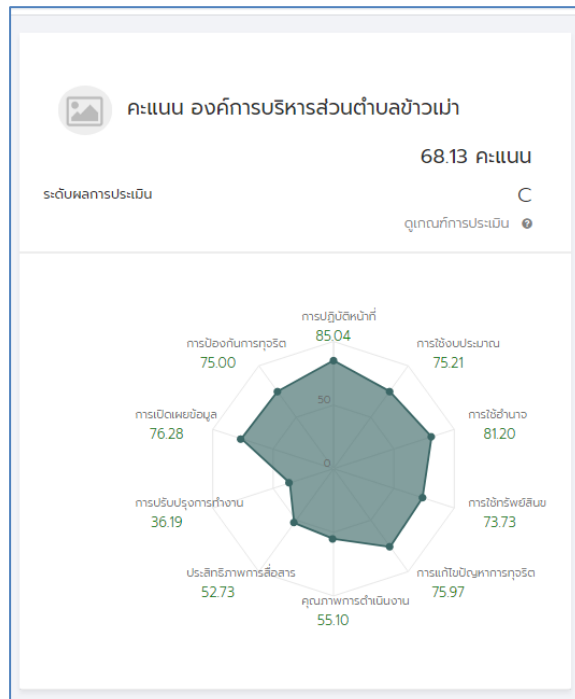 คะแนน องค์การบริหารส่วนตำบลข้าวเม่า
68.13 คะแนน
ระดับผลการประเมิน
C
ดูเกณฑ์การประเมิน ?
การปฏิบัติหน้าที่
85.04
การป้องกันการทุจริต
75.00
การใช้งบประมาณ
75.21
50
การเปิดเผยข้อมูล
76.28
การใช้อำนาจ
81.20
0
การปรับปรุงการทำงาน
36.19
การใช้ทรัพย์สินข
73.73
ประสิทธิภาพการสื่อสาร
52.73
การแก้ไขปัญหาการทุจริต
75.97
คุณภาพการดำเนินงาน
55.10